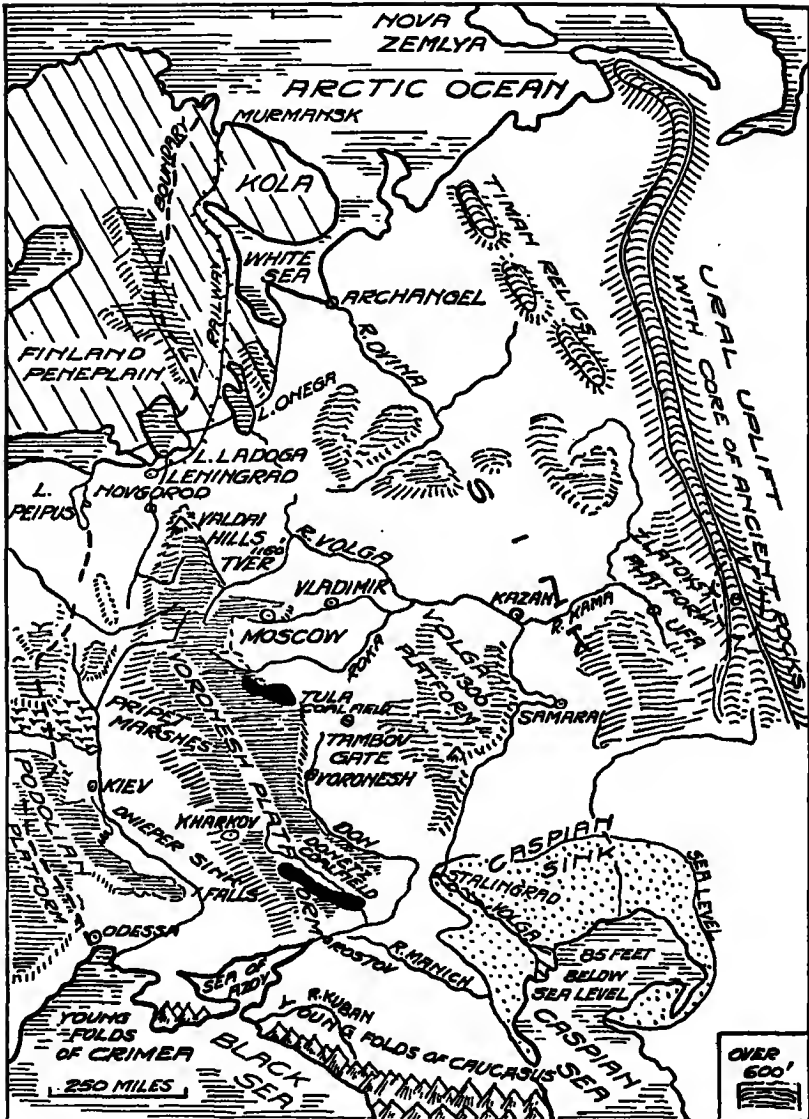 NOVA
ZEMLYA
ARCTIC OCEAN
MURMANSK
BOUNDARY
KOLA
RAILWAY
WHITE
SEA
ARCHANGEL
TIMAN RELICS
URAL UPLIFT
WITH CORE OF ANCIENT ROCKS
R. DVINA
FINLAND
PENEPLAIN
L. ONEGA
L. LADOGA
LENINGRAD
L.
PEIPUS
NOVGOROD
VALDAI
HILLS
1160'
TVER
R. VOLGA
VLADIMIR
MOSCOW
KAZAN
R. KAMA
ZLATOUST
PLATFORM
UFA
R. OKA
VOLGA
1300
PLATFORM
SAMARA
TULA
COALFIELD
TAMBOV
GATE
VORONESH
VORONESH PLATFORM
PRIPET
MARSHES
KIEV
PODOLIAN
PLATFORM
KHARKOV
DNIEPER SINK
FALLS
DON
DONETZ
COALFIELD
CASPIAN
SINK
SEA LEVEL
STALINGRAD
VOLGA
85 FEET
BELOW
SEA LEVEL
ODESSA
ROSTOV
R. MANICH
SEA OF
AZOV
R. KUBAN
YOUNG FOLDS OF CAUCASUS
YOUNG
FOLDS
OF CRIMEA
BLACK
SEA
CASPIAN
SEA
250 MILES
OVER
600'